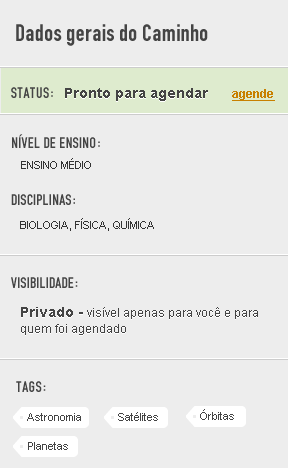 Dados gerais do Caminho
STATUS: Pronto para agendar agende
NÍVEL DE ENSINO:
ENSINO MÉDIO
DISCIPLINAS:
BIOLOGIA, FÍSICA, QUÍMICA
VISIBILIDADE:
Privado - visível apenas para você e para
quem foi agendado
TAGS:
Astronomia Satélites Órbitas
Planetas